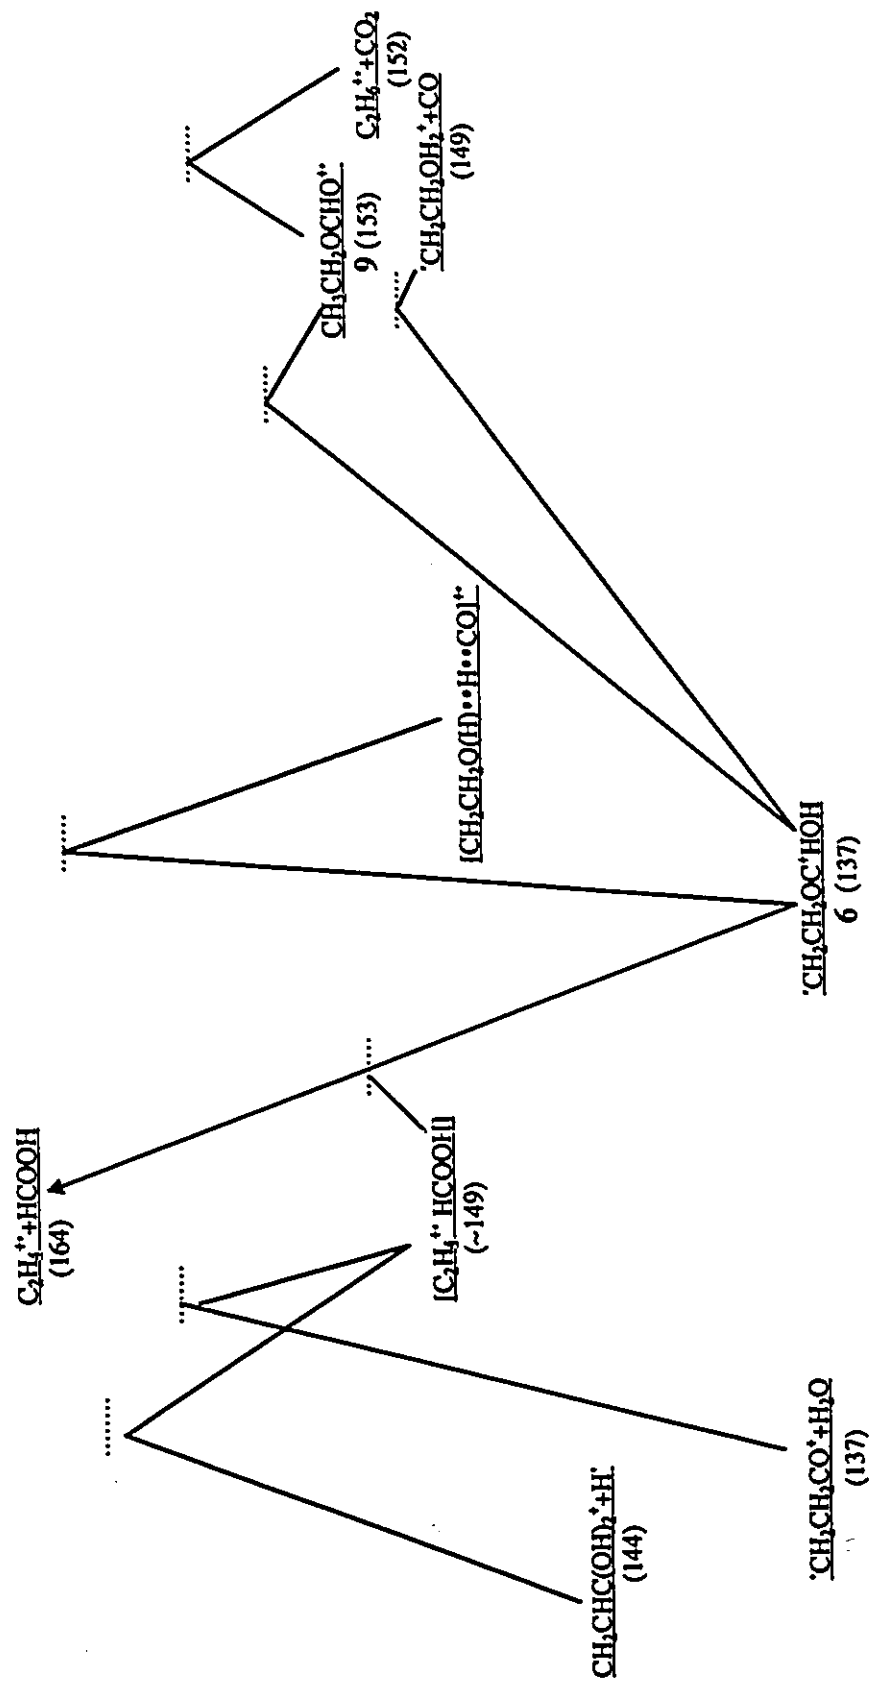 C₂H₄⁺·+HCOOH
(164)
CH₂CHC(OH)₂⁺+H·
(144)
·CH₂CH₂CO⁺+H₂O
(137)
[C₂H₄⁺· HCOOH]
(~149)
·CH₂CH₂OC⁺HOH
6 (137)
[CH₂CH₂O(H)••H••CO]⁺·
CH₃CH₂OCHO⁺·
9 (153)
·CH₂CH₂OH₂⁺+CO
(149)
C₂H₆⁺·+CO₂
(152)